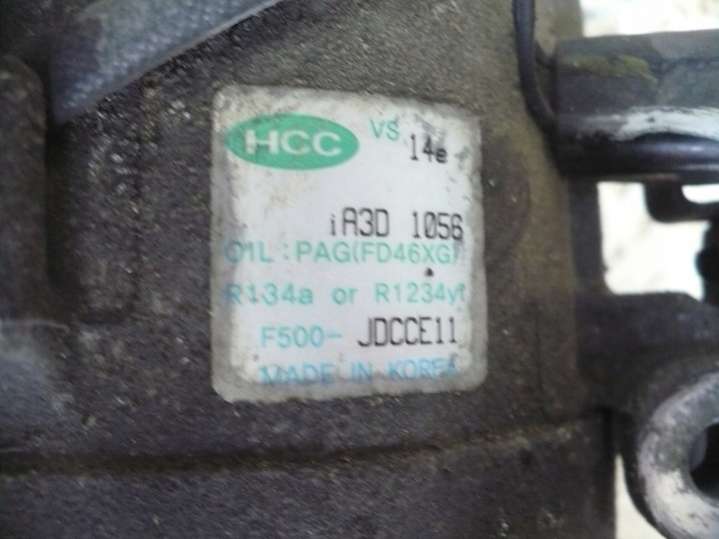 HCC VS 14e
iA3D 1056
OIL : PAG(FD46XG)
R134a or R1234yf
F500- JDCCE11
MADE IN KOREA